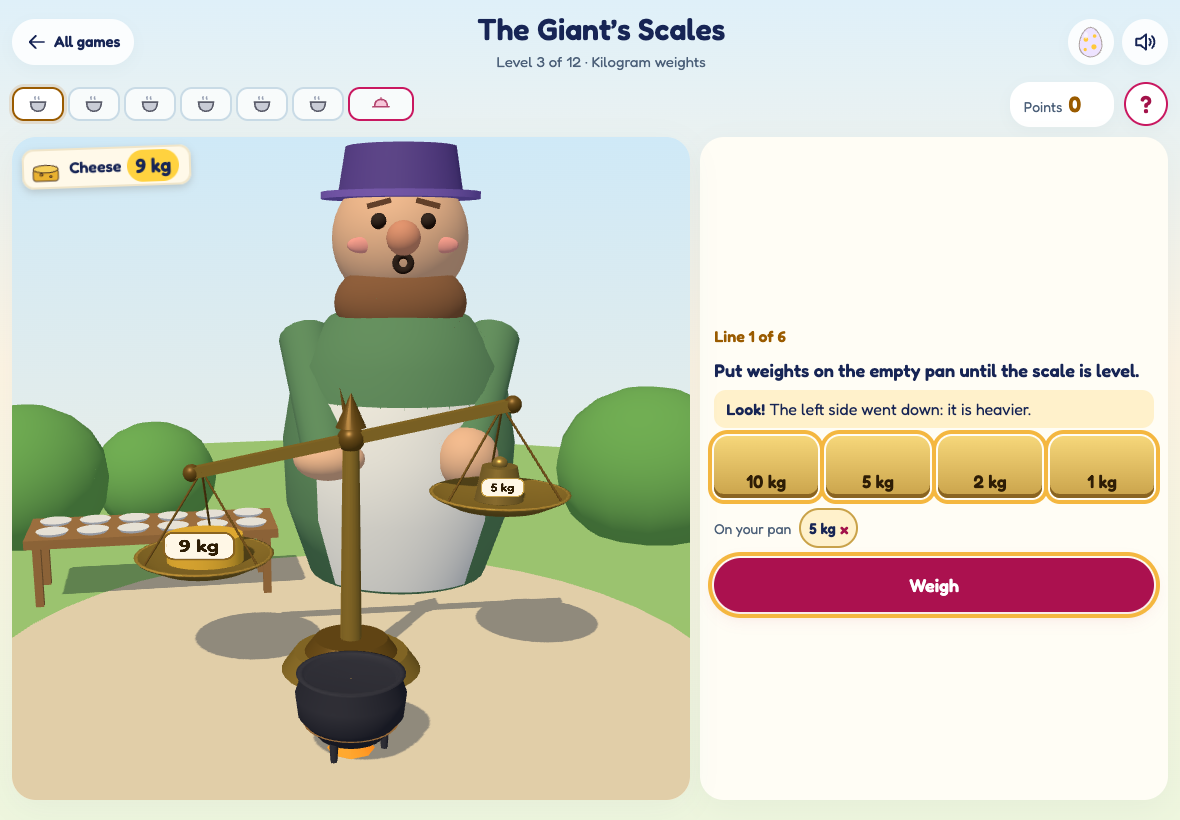 All games
The Giant's Scales
Level 3 of 12 · Kilogram weights
Points 0
?
Cheese 9 kg
5 kg
9 kg
Line 1 of 6
Put weights on the empty pan until the scale is level.
Look! The left side went down: it is heavier.
10 kg 5 kg 2 kg 1 kg
On your pan 5 kg ×
Weigh